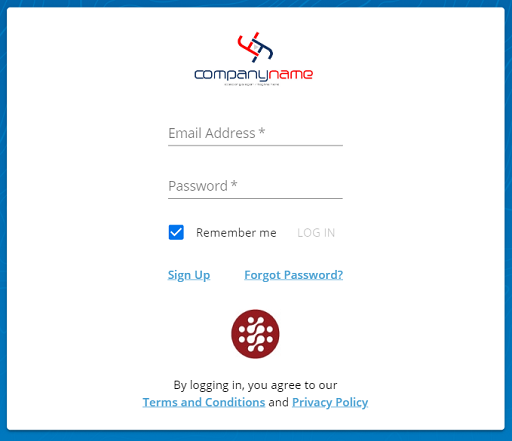 companyname
Email Address *
Password *
Remember me LOG IN
Sign Up Forgot Password?
By logging in, you agree to our
Terms and Conditions and Privacy Policy